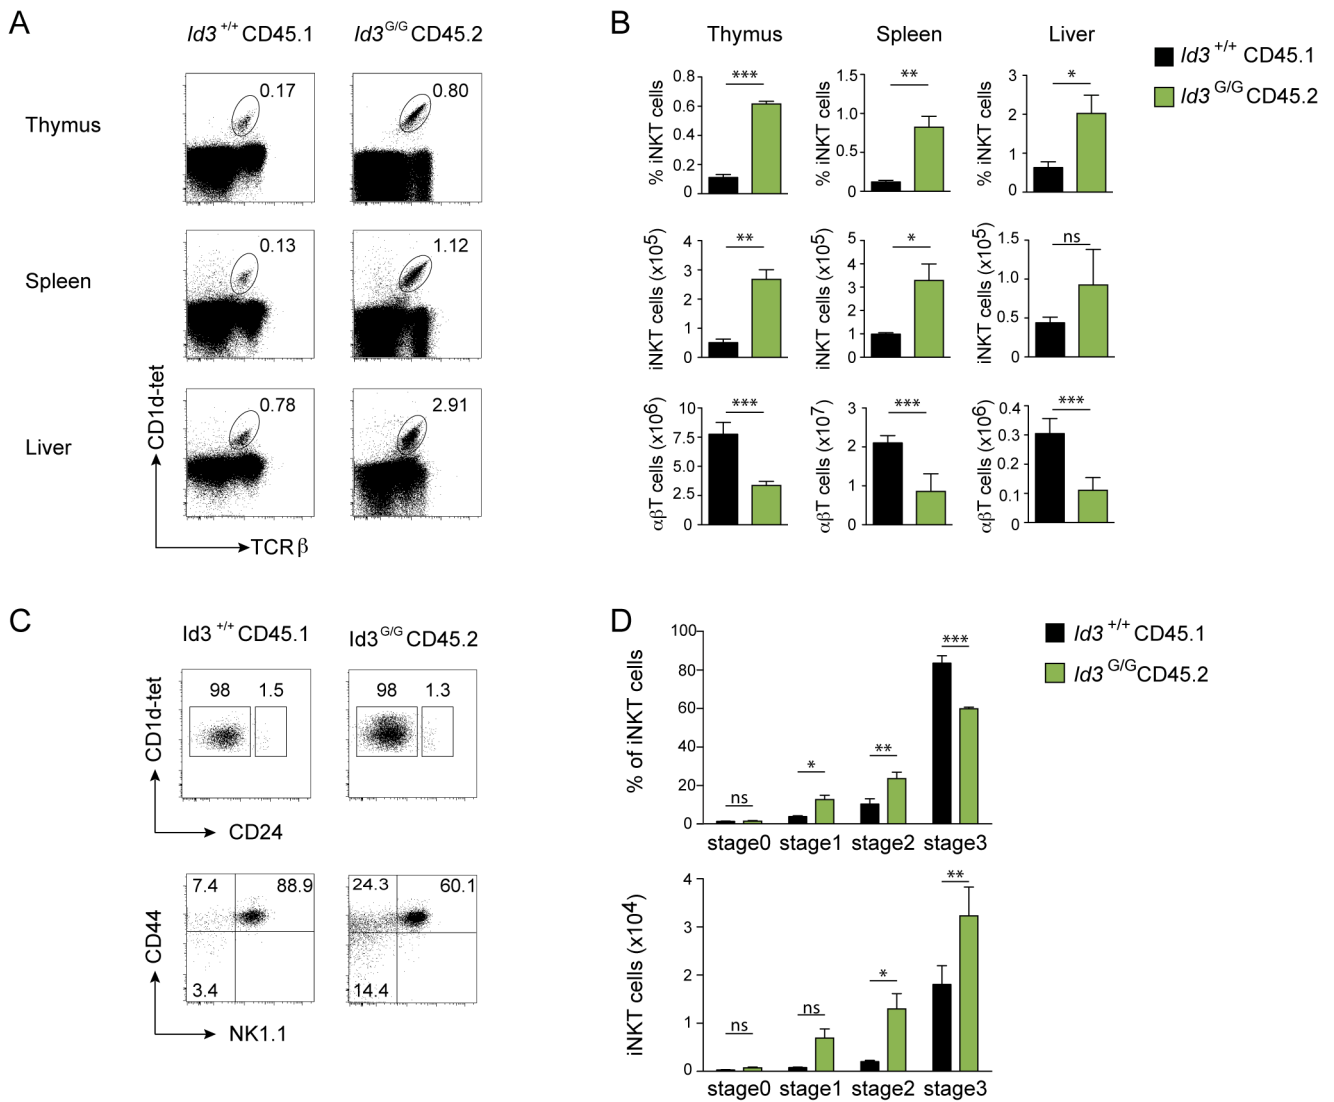 A
Id3 +/+ CD45.1
Id3 G/G CD45.2
Thymus
0.17
0.80
Spleen
0.13
1.12
Liver
0.78
2.91
CD1d-tet
TCRβ
B
Thymus
Spleen
Liver
Id3 +/+ CD45.1
Id3 G/G CD45.2
% iNKT cells
0.8
0.6
0.4
0.2
0
***
% iNKT cells
1.5
1.0
0.5
0
**
% iNKT cells
3
2
1
0
*
iNKT cells (x10⁵)
4
3
2
1
0
**
iNKT cells (x10⁵)
5
4
3
2
1
0
*
iNKT cells (x10⁵)
1.5
1.0
0.5
0
ns
αβT cells (x10⁶)
10
7.5
5.0
2.5
0
***
αβT cells (x10⁷)
3
2
1
0
***
αβT cells (x10⁶)
0.4
0.3
0.2
0.1
0
***
C
Id3 +/+ CD45.1
Id3 G/G CD45.2
98 1.5
98 1.3
CD1d-tet
CD24
7.4 88.9
3.4
24.3 60.1
14.4
CD44
NK1.1
D
Id3 +/+ CD45.1
Id3 G/G CD45.2
% of iNKT cells
100
80
60
40
20
0
ns
*
**
***
stage0 stage1 stage2 stage3
iNKT cells (x10⁴)
4
3
2
1
0
ns
ns
*
**
stage0 stage1 stage2 stage3